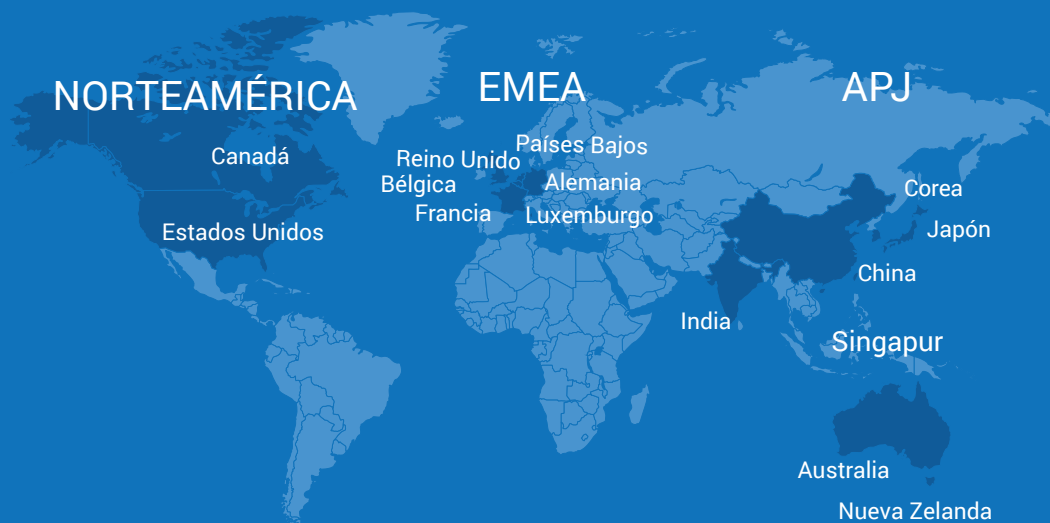 NORTEAMÉRICA
Canadá
Estados Unidos
EMEA
Países Bajos
Reino Unido
Bélgica
Alemania
Francia
Luxemburgo
APJ
Corea
Japón
China
India
Singapur
Australia
Nueva Zelanda